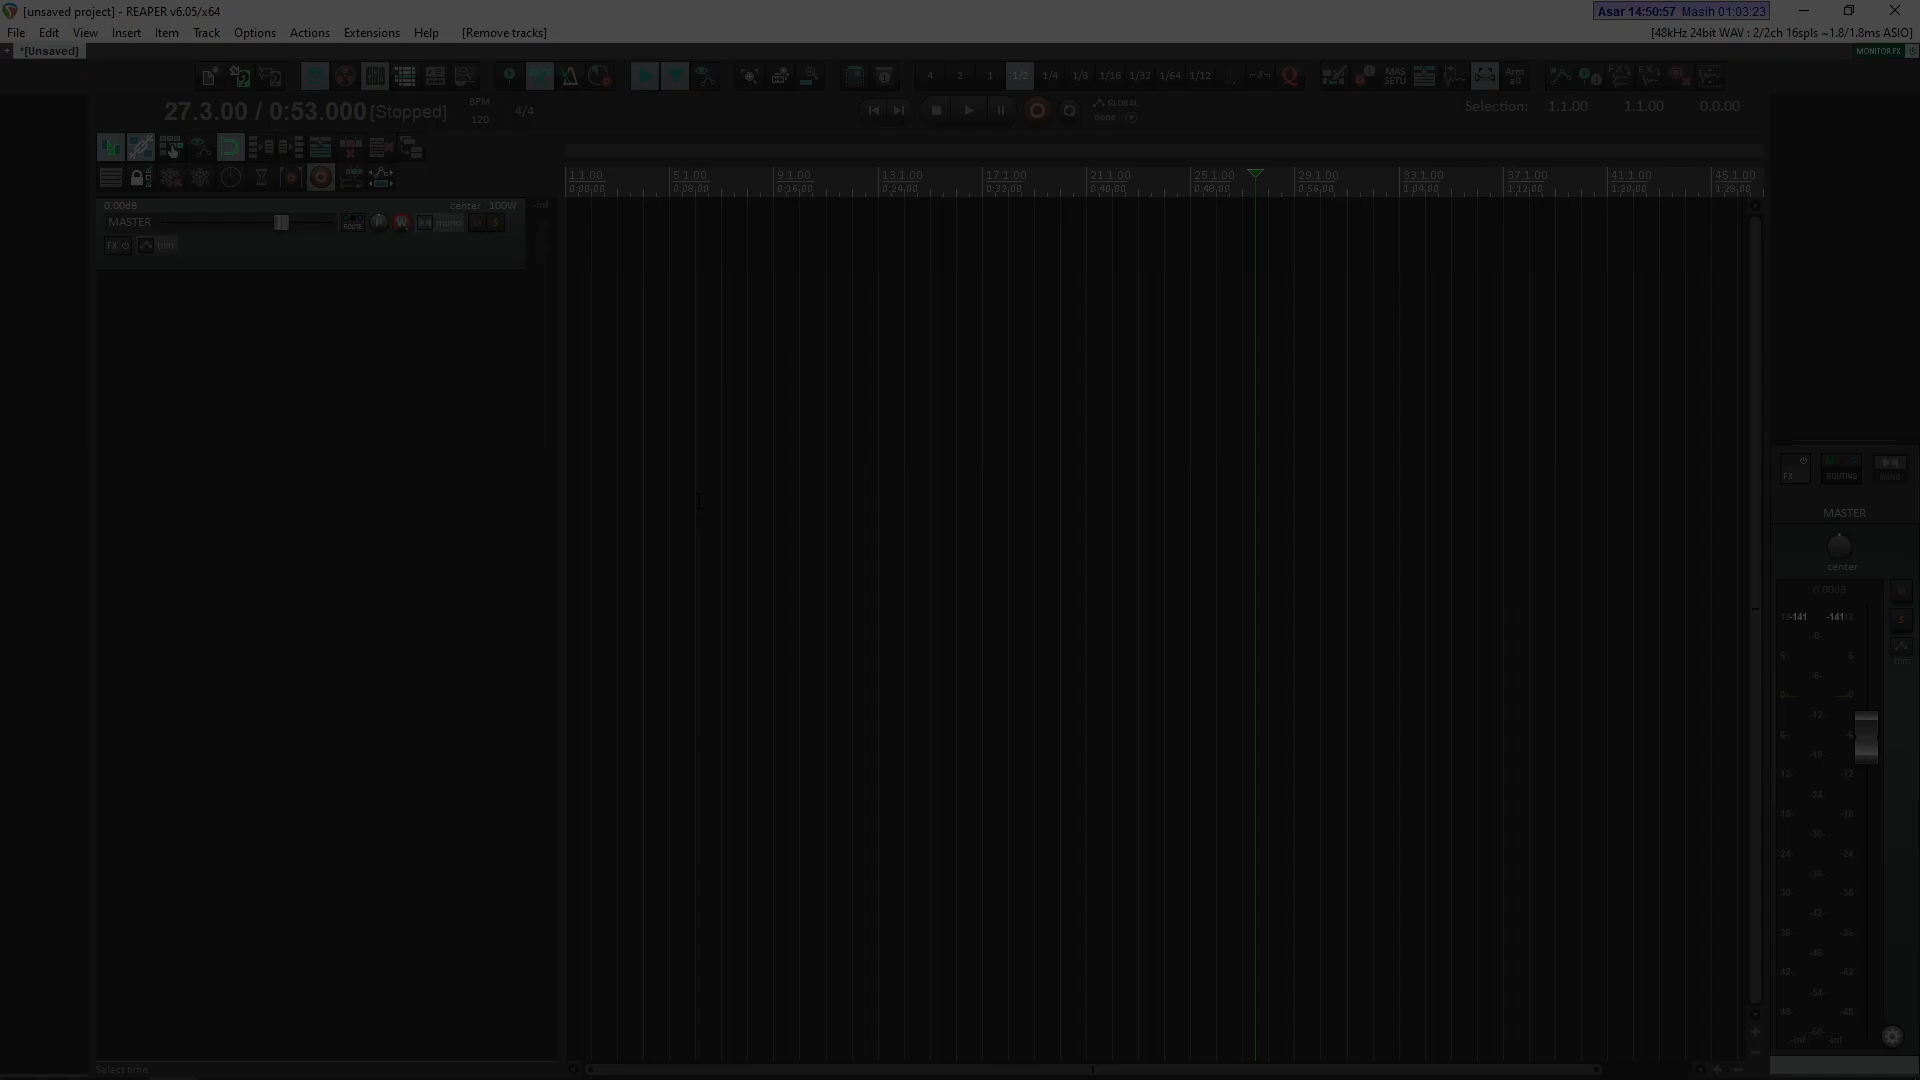 [unsaved project] - REAPER v6.05/x64
Asar 14:50:57 Masih 01:03:23
File Edit View Insert Item Track Options Actions Extensions Help [Remove tracks]
[48kHz 24bit WAV : 2/2ch 16spls ~1.8/1.8ms ASIO]
+ *[Unsaved]
MONITOR FX
4 2 1 1/2 1/4 1/8 1/16 1/32 1/64 1/12
Q
MAS
SETU
Arm
all
27.3.00 / 0:53.000 [Stopped]
BPM
120
4/4
GLOBAL
none
Selection: 1.1.00 1.1.00 0.0.00
1.1.00 5.1.00 9.1.00 13.1.00 17.1.00 21.1.00 25.1.00 29.1.00 33.1.00 37.1.00 41.1.00 45.1.00
0:00.00 0:08.00 0:16.00 0:24.00 0:32.00 0:40.00 0:48.00 0:56.00 1:04.00 1:12.00 1:20.00 1:28.00
0.00dB center 100W -inf
MASTER ROUTE W mono M S
FX trim
FX ROUTING MONO
MASTER
center
0.00dB M
-141 -141 S
trim
-inf -inf
Select time